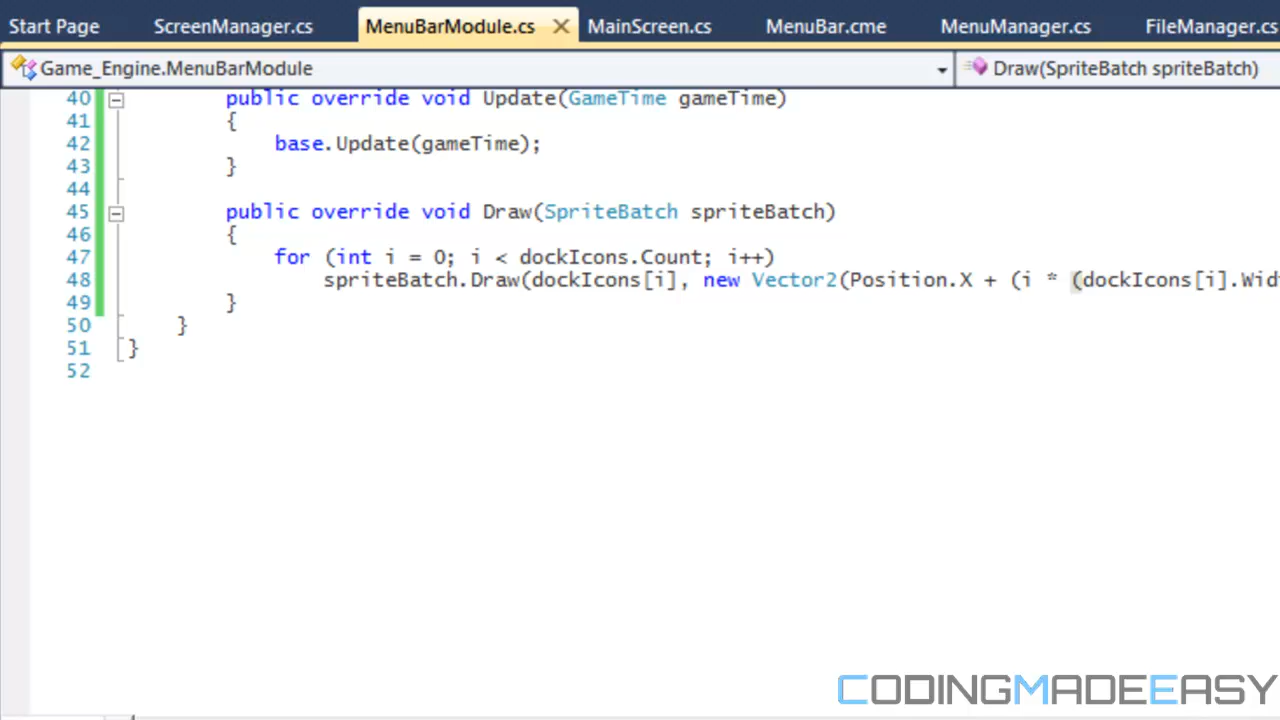 Start Page ScreenManager.cs MenuBarModule.cs MainScreen.cs MenuBar.cme MenuManager.cs FileManager.cs
Game_Engine.MenuBarModule Draw(SpriteBatch spriteBatch)
40 public override void Update(GameTime gameTime)
41 {
42 base.Update(gameTime);
43 }
44
45 public override void Draw(SpriteBatch spriteBatch)
46 {
47 for (int i = 0; i < dockIcons.Count; i++)
48 spriteBatch.Draw(dockIcons[i], new Vector2(Position.X + (i * (dockIcons[i].Wid
49 }
50 }
51 }
52
CODINGMADEEASY